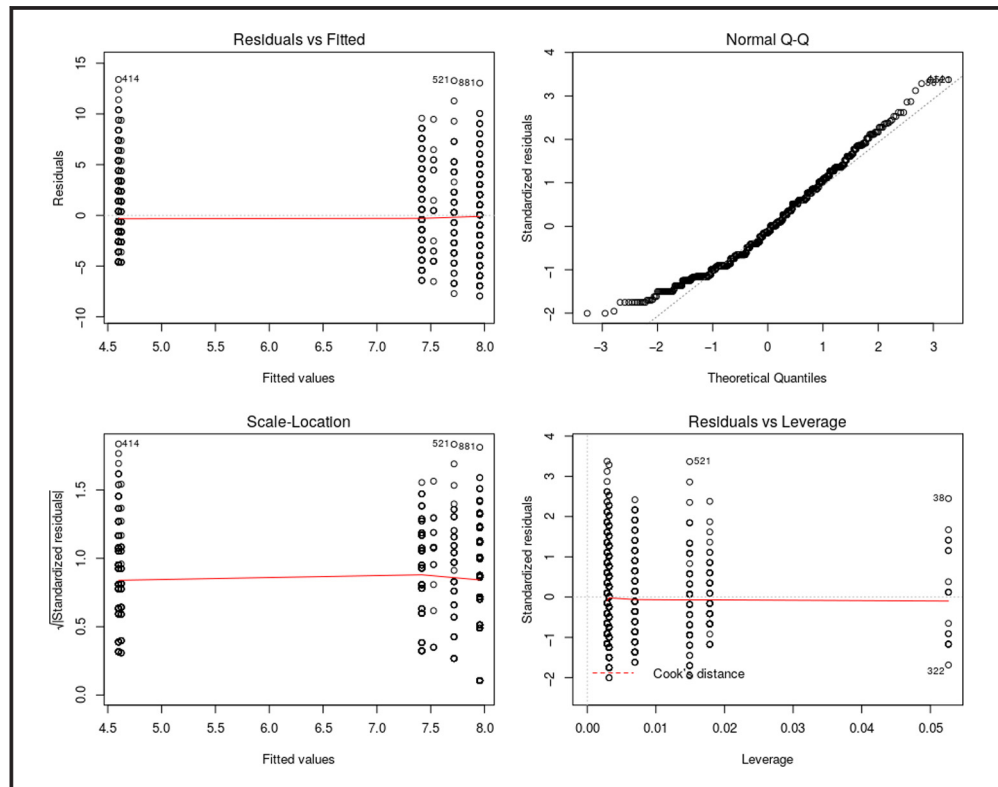 Residuals vs Fitted
Residuals
15
10
5
0
−5
−10
414
521
881
4.5 5.0 5.5 6.0 6.5 7.0 7.5 8.0
Fitted values
Normal Q-Q
Standardized residuals
4
3
2
1
0
−1
−2
−3 −2 −1 0 1 2 3
Theoretical Quantiles
Scale-Location
√|Standardized residuals|
1.5
1.0
0.5
0.0
414
521
881
4.5 5.0 5.5 6.0 6.5 7.0 7.5 8.0
Fitted values
Residuals vs Leverage
Standardized residuals
4
3
2
1
0
−1
−2
521
38
322
Cook's distance
0.00 0.01 0.02 0.03 0.04 0.05
Leverage